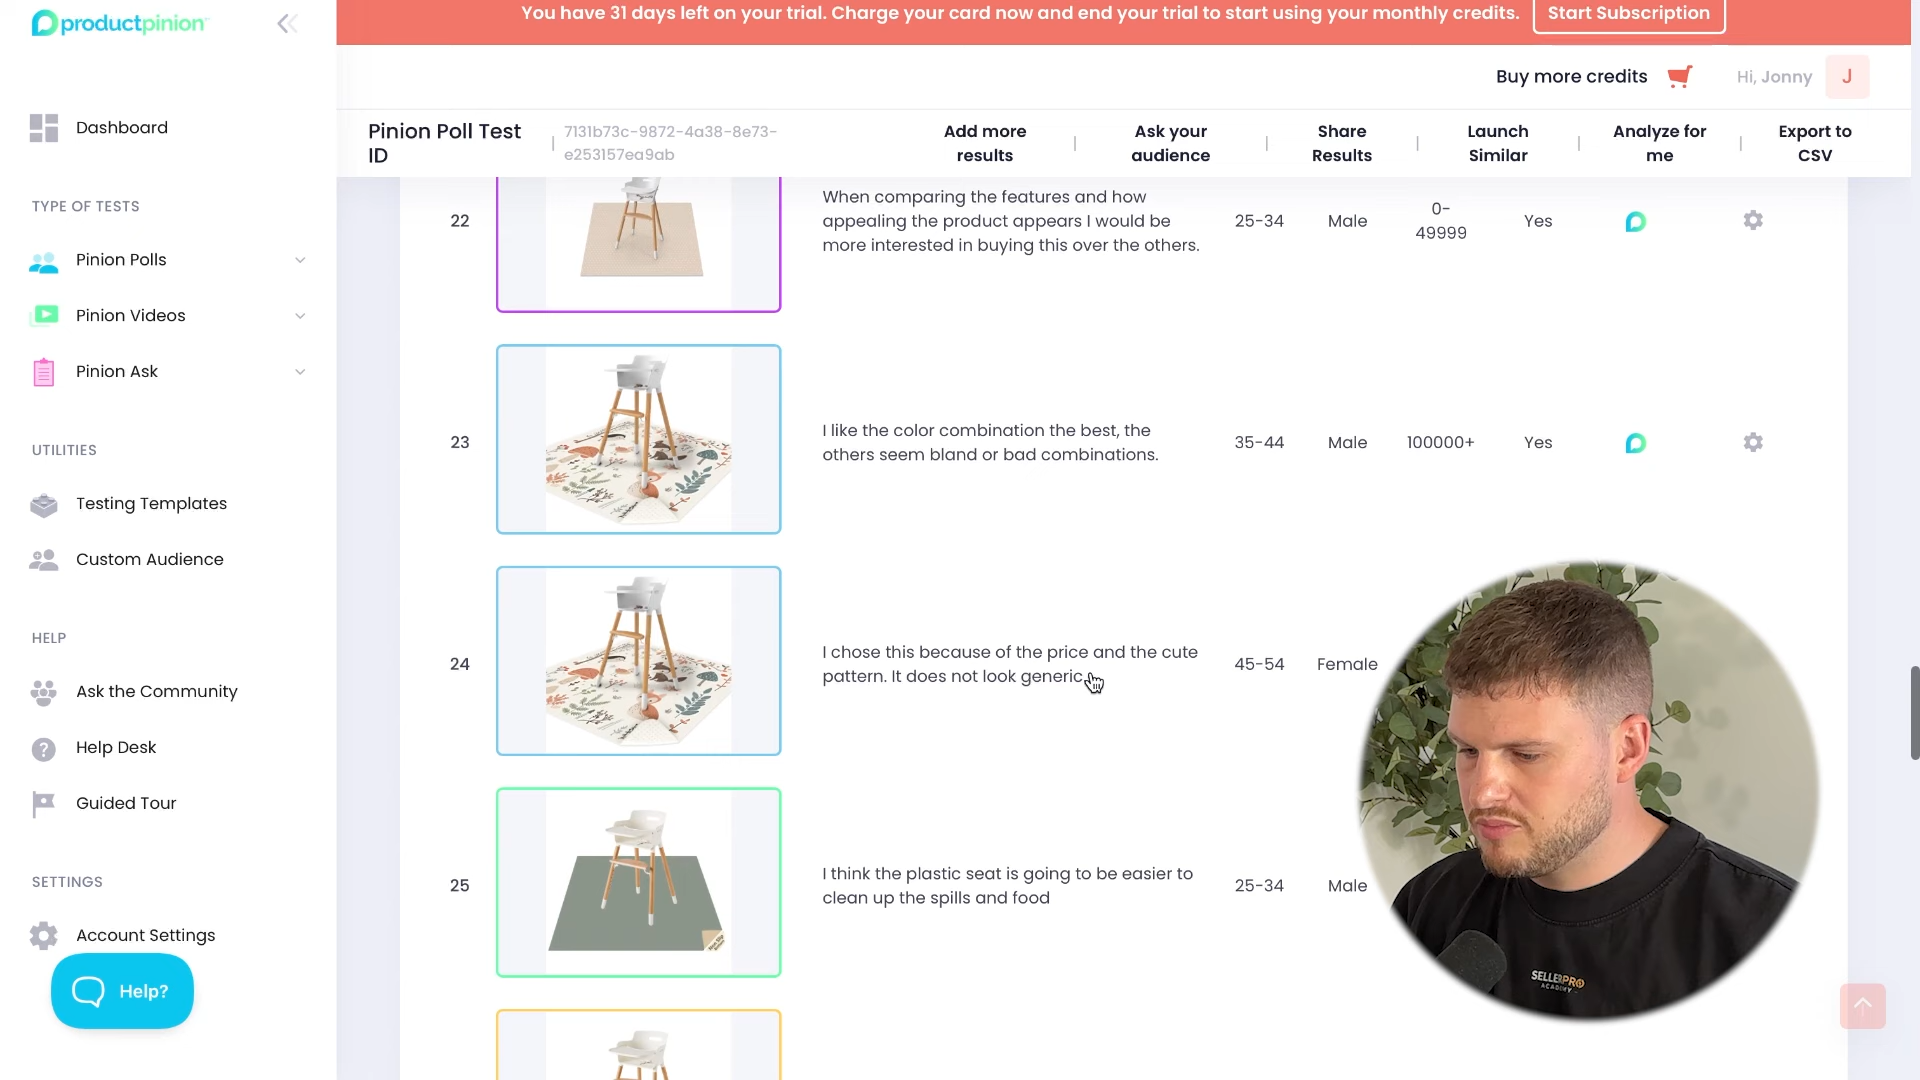 productpinion
You have 31 days left on your trial. Charge your card now and end your trial to start using your monthly credits.
Start Subscription
Buy more credits
Hi, Jonny
J
Pinion Poll Test
ID
7131b73c-9872-4a38-8e73-
e253157ea9ab
Add more
results
Ask your
audience
Share
Results
Launch
Similar
Analyze for
me
Export to
CSV
Dashboard
TYPE OF TESTS
Pinion Polls
Pinion Videos
Pinion Ask
UTILITIES
Testing Templates
Custom Audience
HELP
Ask the Community
Help Desk
Guided Tour
SETTINGS
Account Settings
Help?
22
When comparing the features and how
appealing the product appears I would be
more interested in buying this over the others.
25-34
Male
0-
49999
Yes
23
I like the color combination the best, the
others seem bland or bad combinations.
35-44
Male
100000+
Yes
24
I chose this because of the price and the cute
pattern. It does not look generic.
45-54
Female
25
I think the plastic seat is going to be easier to
clean up the spills and food
25-34
Male
SELLERPRO
ACADEMY